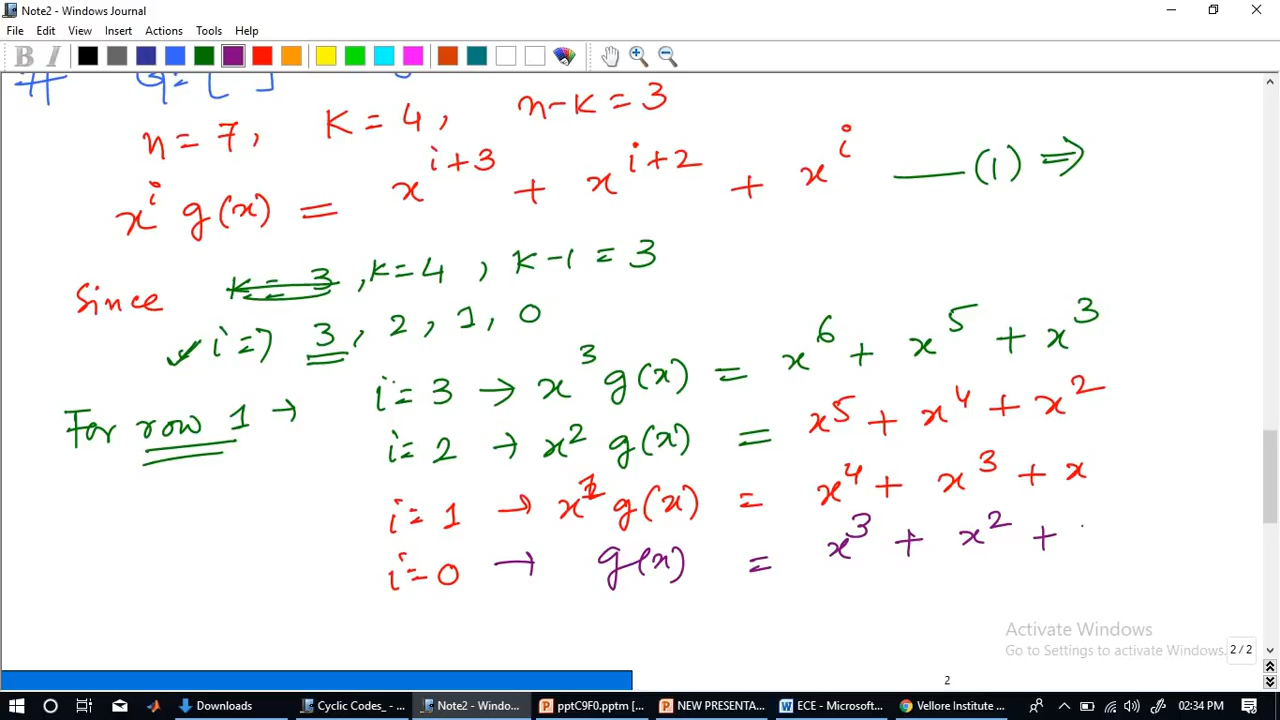 Note2 - Windows Journal
File Edit View Insert Actions Tools Help
B I
# G = [ ]
n = 7, K = 4, n-k = 3
x^i g(x) = x^{i+3} + x^{i+2} + x^i —— (1) ⇒
Since k = 3, k = 4, k-1 = 3
✓ i ⇒ 3, 2, 1, 0
For row 1 → i = 3 → x^3 g(x) = x^6 + x^5 + x^3
i = 2 → x^2 g(x) = x^5 + x^4 + x^2
i = 1 → x^1 g(x) = x^4 + x^3 + x
i = 0 → g(x) = x^3 + x^2 +
Activate Windows
Go to Settings to activate Windows.
2/2
2
Downloads Cyclic Codes_-... Note2 - Windo... pptC9F0.pptm [... NEW PRESENTA... ECE - Microsoft... Vellore Institute ... 02:34 PM